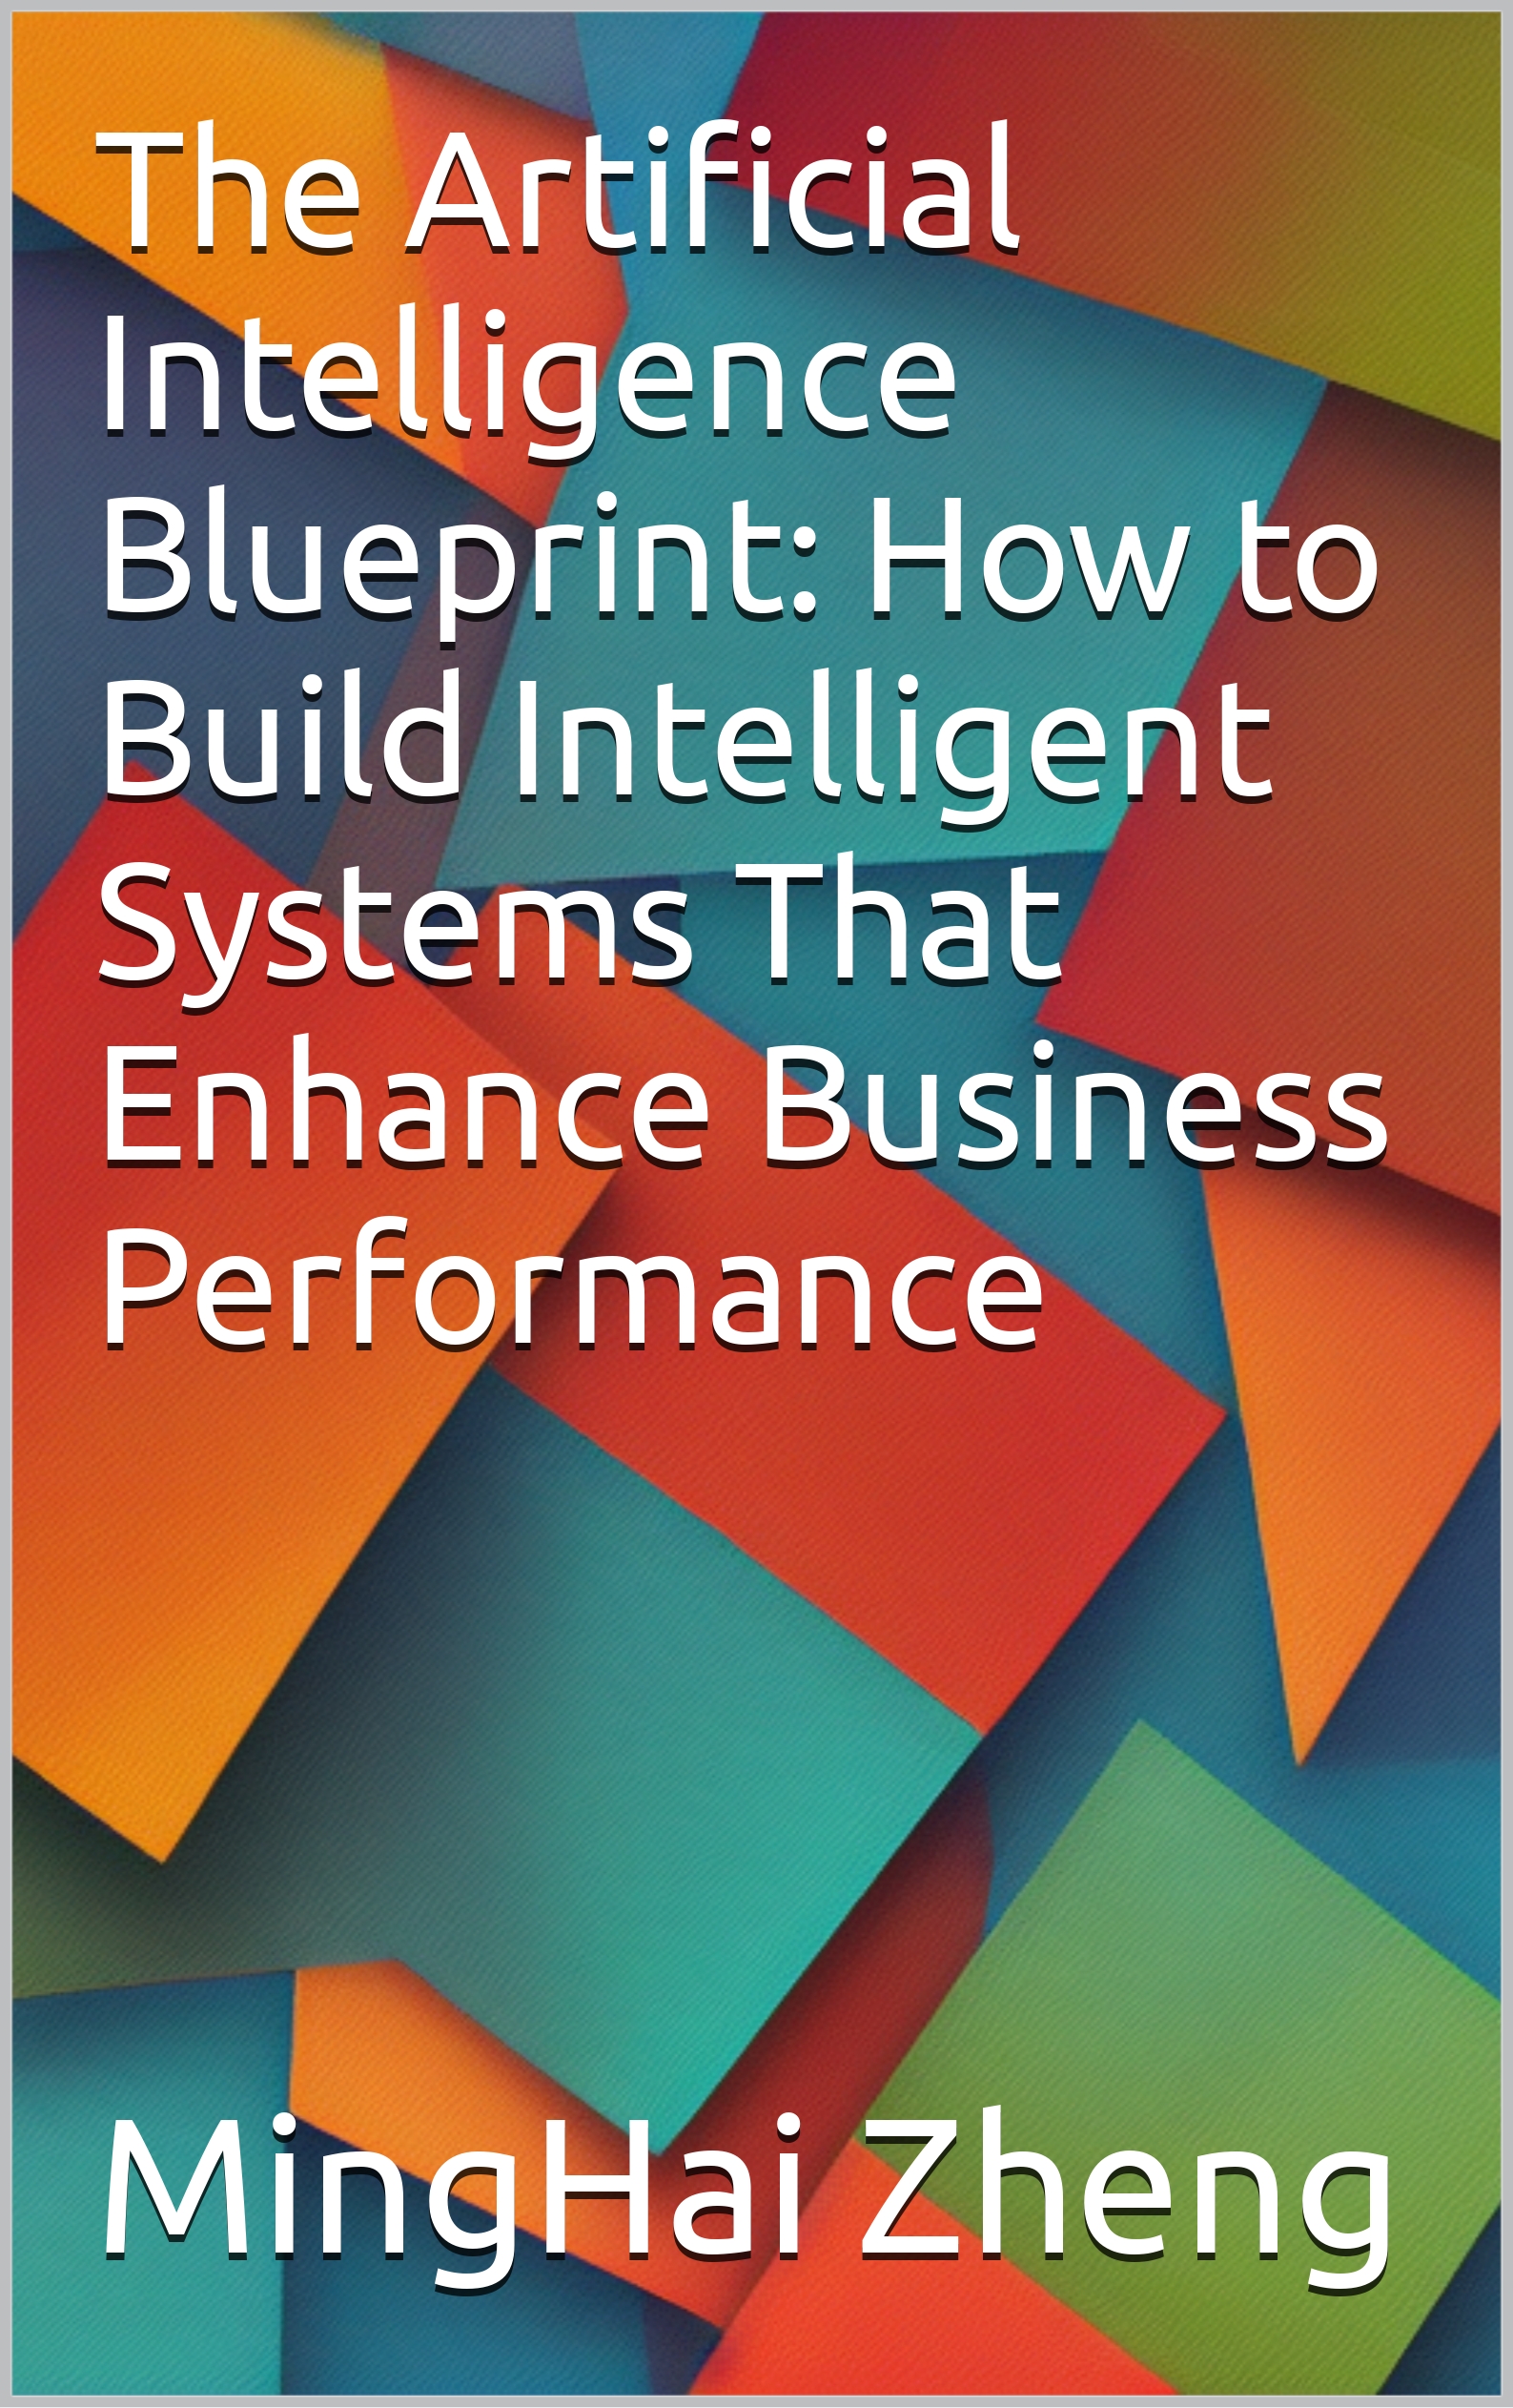 The Artificial
Intelligence
Blueprint: How to
Build Intelligent
Systems That
Enhance Business
Performance
MingHai Zheng